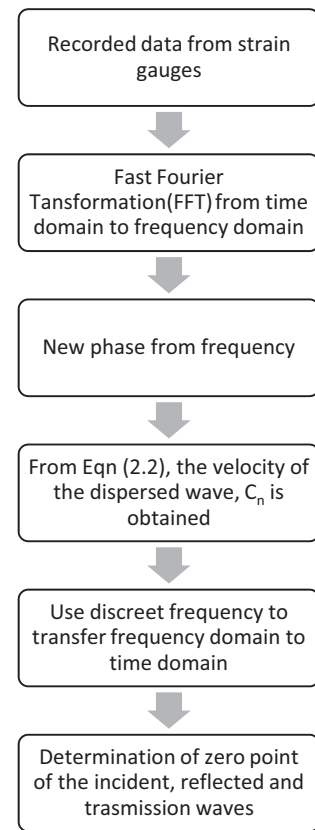 Recorded data from strain
gauges
Fast Fourier
Tansformation(FFT) from time
domain to frequency domain
New phase from frequency
From Eqn (2.2), the velocity of
the dispersed wave, Cn is
obtained
Use discreet frequency to
transfer frequency domain to
time domain
Determination of zero point
of the incident, reflected and
trasmission waves